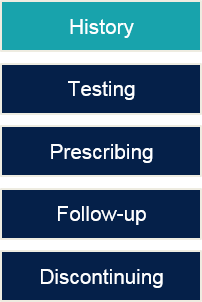 History
Testing
Prescribing
Follow-up
Discontinuing